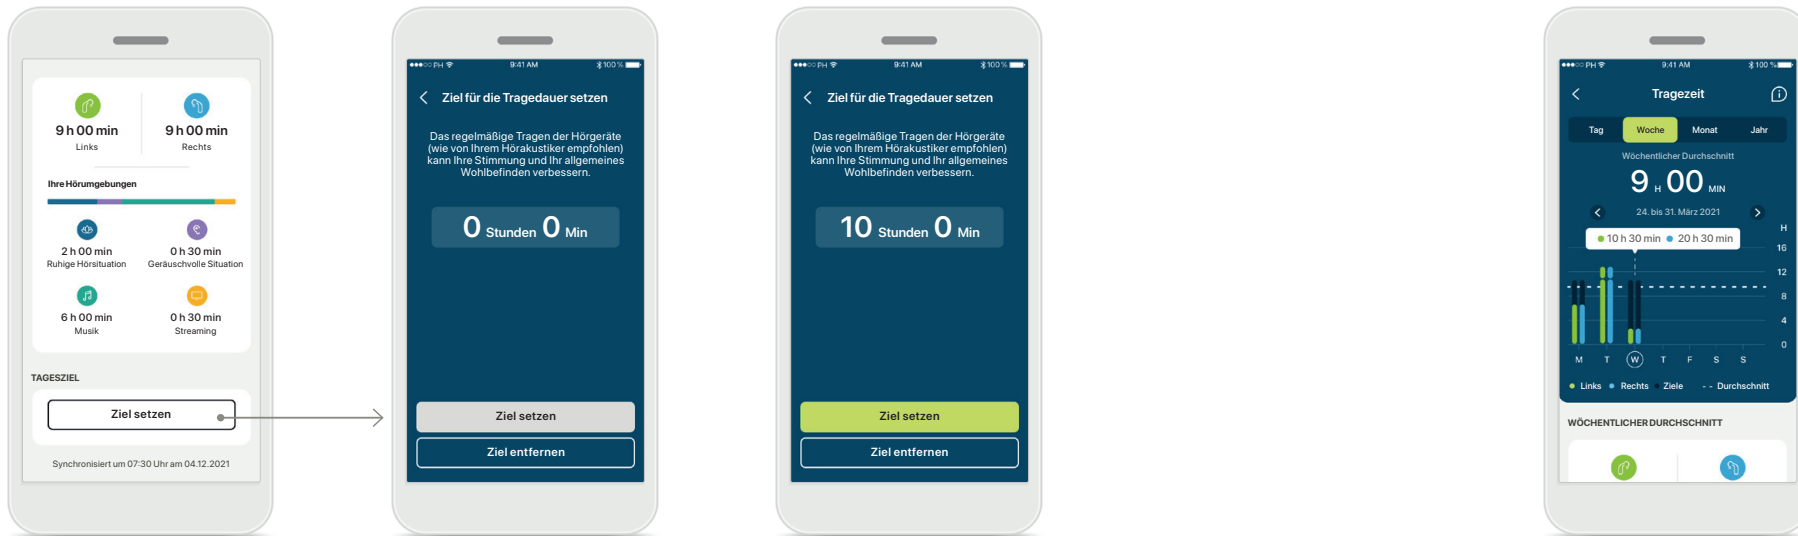 9 h 00 min
Links
9 h 00 min
Rechts
Ihre Hörumgebungen
2 h 00 min
Ruhige Hörsituation
0 h 30 min
Geräuschvolle Situation
6 h 00 min
Musik
0 h 30 min
Streaming
TAGESZIEL
Ziel setzen
Synchronisiert um 07:30 Uhr am 04.12.2021
PH 9:41 AM 100 %
Ziel für die Tragedauer setzen
Das regelmäßige Tragen der Hörgeräte
(wie von Ihrem Hörakustiker empfohlen)
kann Ihre Stimmung und Ihr allgemeines
Wohlbefinden verbessern.
0 Stunden 0 Min
Ziel setzen
Ziel entfernen
PH 9:41 AM 100 %
Ziel für die Tragedauer setzen
Das regelmäßige Tragen der Hörgeräte
(wie von Ihrem Hörakustiker empfohlen)
kann Ihre Stimmung und Ihr allgemeines
Wohlbefinden verbessern.
10 Stunden 0 Min
Ziel setzen
Ziel entfernen
PH 9:41 AM 100 %
Tragezeit
Tag Woche Monat Jahr
Wöchentlicher Durchschnitt
9 H 00 MIN
24. bis 31. März 2021
H
10 h 30 min 20 h 30 min
16
12
8
4
0
M T W T F S S
Links Rechts Ziele - - Durchschnitt
WÖCHENTLICHER DURCHSCHNITT